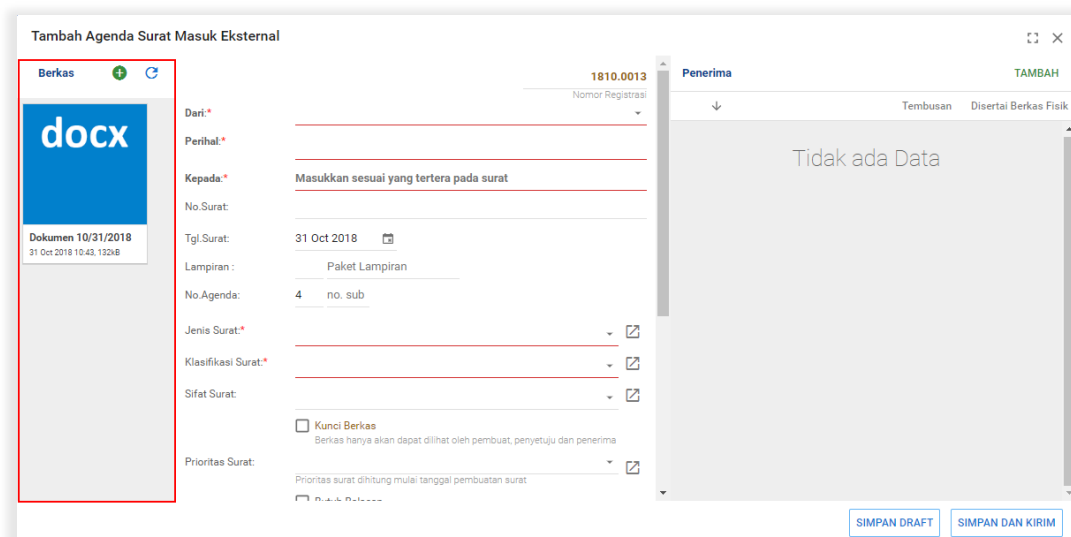 Tambah Agenda Surat Masuk Eksternal
Berkas
docx
Dokumen 10/31/2018
31 Oct 2018 10:43, 132kB
1810.0013
Nomor Registrasi
Dari:*
Perihal:*
Kepada:* Masukkan sesuai yang tertera pada surat
No.Surat:
Tgl.Surat: 31 Oct 2018
Lampiran : Paket Lampiran
No.Agenda: 4 no. sub
Jenis Surat:*
Klasifikasi Surat:*
Sifat Surat:
Kunci Berkas
Berkas hanya akan dapat dilihat oleh pembuat, penyetuju dan penerima
Prioritas Surat:
Prioritas surat dihitung mulai tanggal pembuatan surat
Penerima TAMBAH
Tembusan Disertai Berkas Fisik
Tidak ada Data
SIMPAN DRAFT SIMPAN DAN KIRIM